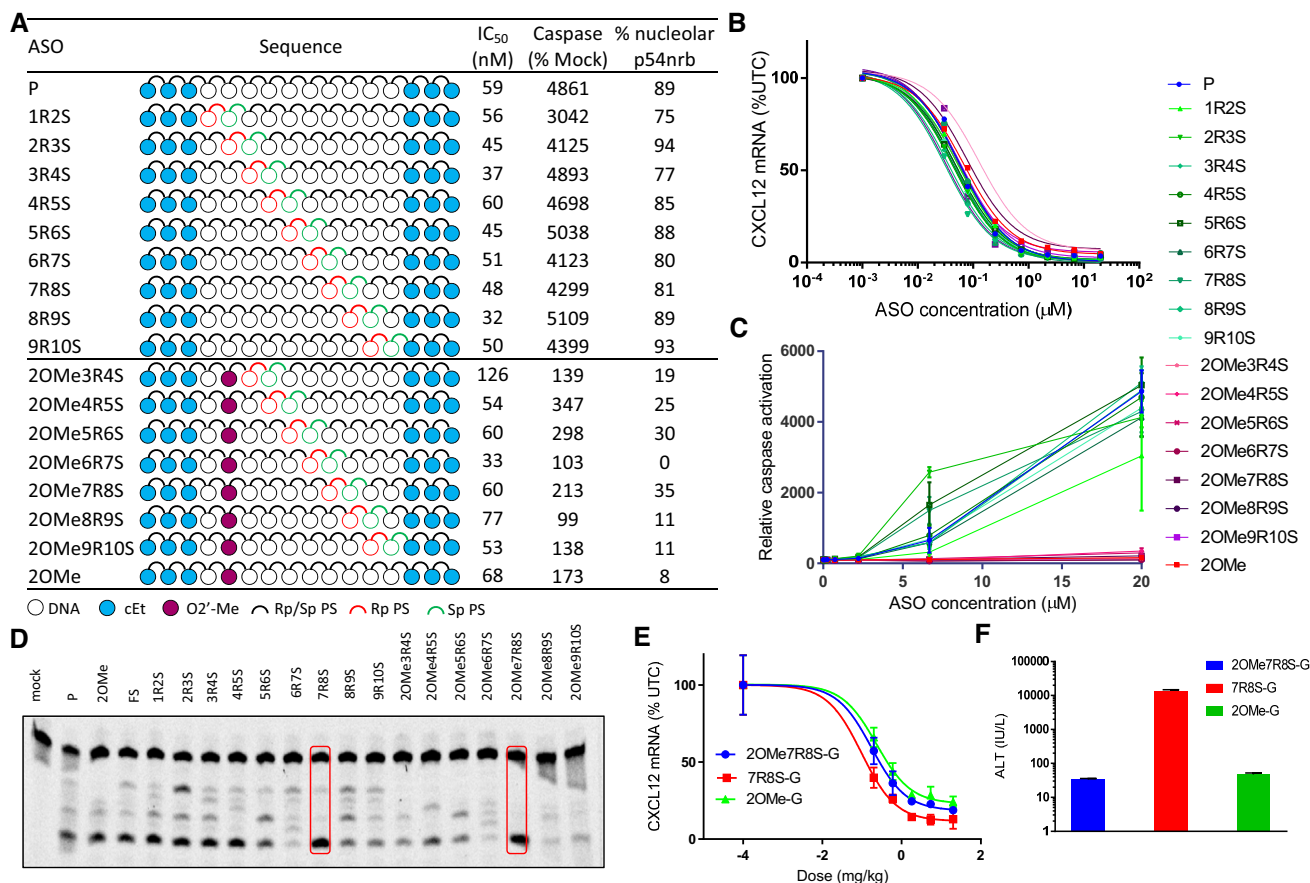 A
ASO Sequence IC50 (nM) Caspase (% Mock) % nucleolar p54nrb
P 59 4861 89
1R2S 56 3042 75
2R3S 45 4125 94
3R4S 37 4893 77
4R5S 60 4698 85
5R6S 45 5038 88
6R7S 51 4123 80
7R8S 48 4299 81
8R9S 32 5109 89
9R10S 50 4399 93
2OMe3R4S 126 139 19
2OMe4R5S 54 347 25
2OMe5R6S 60 298 30
2OMe6R7S 33 103 0
2OMe7R8S 60 213 35
2OMe8R9S 77 99 11
2OMe9R10S 53 138 11
2OMe 68 173 8
DNA cEt O2'-Me Rp/Sp PS Rp PS Sp PS
B
CXCL12 mRNA (%UTC)
100
50
0
10⁻⁴ 10⁻³ 10⁻² 10⁻¹ 10⁰ 10¹ 10²
ASO concentration (μM)
P
1R2S
2R3S
3R4S
4R5S
5R6S
6R7S
7R8S
8R9S
9R10S
2OMe3R4S
2OMe4R5S
2OMe5R6S
2OMe6R7S
2OMe7R8S
2OMe8R9S
2OMe9R10S
2OMe
C
Relative caspase activation
6000
4000
2000
0
0 5 10 15 20
ASO concentration (μM)
D
mock P 2OMe FS 1R2S 2R3S 3R4S 4R5S 5R6S 6R7S 7R8S 8R9S 9R10S 2OMe3R4S 2OMe4R5S 2OMe5R6S 2OMe6R7S 2OMe7R8S 2OMe8R9S 2OMe9R10S
E
CXCL12 mRNA (% UTC)
100
50
0
2OMe7R8S-G
7R8S-G
2OMe-G
-4 -2 0 2
Dose (mg/kg)
F
ALT (IU/L)
100000
10000
1000
100
10
1
2OMe7R8S-G
7R8S-G
2OMe-G